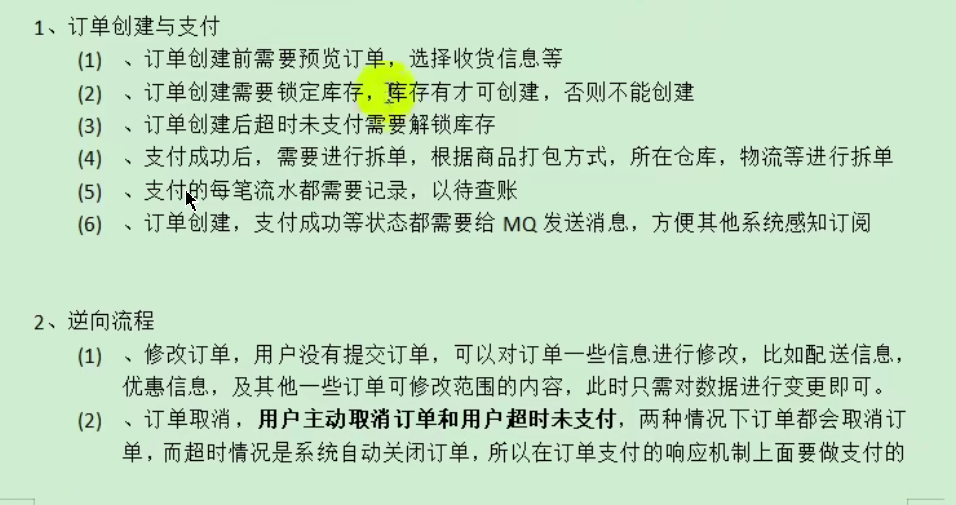 1、订单创建与支付
(1) 、订单创建前需要预览订单，选择收货信息等
(2) 、订单创建需要锁定库存，库存有才可创建，否则不能创建
(3) 、订单创建后超时未支付需要解锁库存
(4) 、支付成功后，需要进行拆单，根据商品打包方式，所在仓库，物流等进行拆单
(5) 、支付的每笔流水都需要记录，以待查账
(6) 、订单创建，支付成功等状态都需要给 MQ 发送消息，方便其他系统感知订阅
2、逆向流程
(1) 、修改订单，用户没有提交订单，可以对订单一些信息进行修改，比如配送信息，
优惠信息，及其他一些订单可修改范围的内容，此时只需对数据进行变更即可。
(2) 、订单取消，用户主动取消订单和用户超时未支付，两种情况下订单都会取消订
单，而超时情况是系统自动关闭订单，所以在订单支付的响应机制上面要做支付的